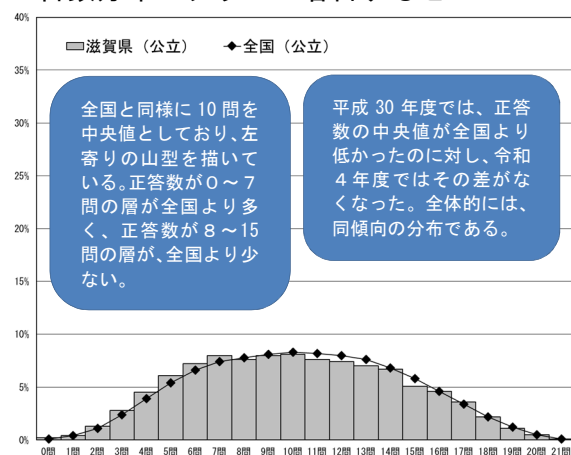 40%
滋賀県（公立） 全国（公立）
35%
30%
25%
20%
15%
10%
5%
0%
全国と同様に 10 問を
中央値としており、左
寄りの山型を描いて
いる。正答数が０～７
問の層が全国より多
く、正答数が８～15
問の層が、全国より少
ない。
平成 30 年度では、正答
数の中央値が全国より
低かったのに対し、令和
４年度ではその差がな
くなった。全体的には、
同傾向の分布である。
0問 1問 2問 3問 4問 5問 6問 7問 8問 9問 10問 11問 12問 13問 14問 15問 16問 17問 18問 19問 20問 21問